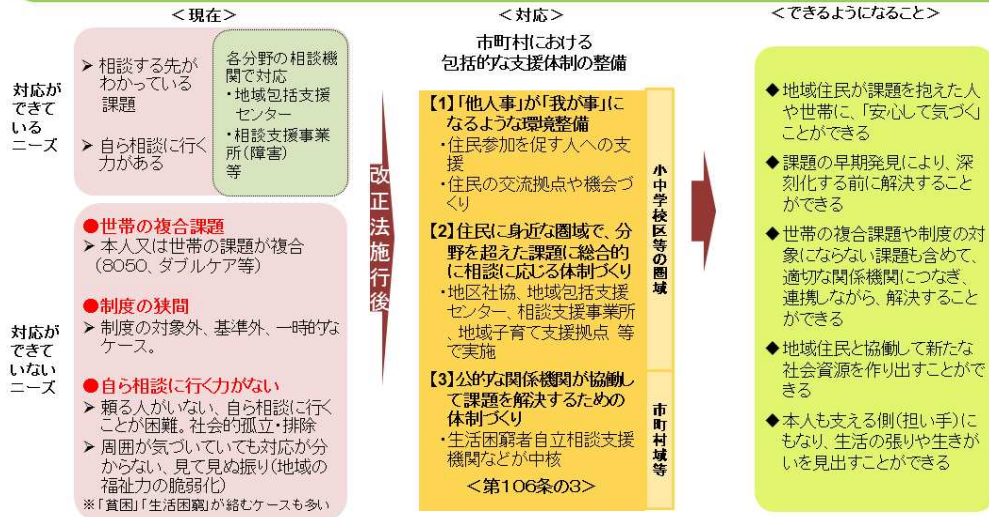 ＜現在＞
対応が
できて
いる
ニーズ
➢ 相談する先が
わかっている
課題
➢ 自ら相談に行く
力がある
各分野の相談機
関で対応
・地域包括支援
センター
・相談支援事業
所(障害)
等
対応が
できて
いないニーズ
●世帯の複合課題
➢ 本人又は世帯の課題が複合
(8050、ダブルケア等)
●制度の狭間
➢ 制度の対象外、基準外、一時的な
ケース。
●自ら相談に行く力がない
➢ 頼る人がいない、自ら相談に行く
ことが困難。社会的孤立・排除
➢ 周囲が気づいていても対応が分
からない、見て見ぬ振り(地域の
福祉力の脆弱化)
※「貧困」「生活困窮」が絡むケースも多い
改正法施行後
＜対応＞
市町村における
包括的な支援体制の整備
【1】「他人事」が「我が事」に
なるような環境整備
・住民参加を促す人への支
援
・住民の交流拠点や機会づ
くり
【2】住民に身近な圏域で、分
野を超えた課題に総合的
に相談に応じる体制づくり
・地区社協、地域包括支援
センター、相談支援事業所
、地域子育て支援拠点 等
で実施
【3】公的な関係機関が協働し
て課題を解決するための
体制づくり
・生活困窮者自立相談支援
機関などが中核
＜第106条の3＞
小中学校区等の圏域
市町村域等
＜できるようになること＞
◆地域住民が課題を抱えた人
や世帯に、「安心して気づく」
ことができる
◆課題の早期発見により、深
刻化する前に解決すること
ができる
◆世帯の複合課題や制度の対
象にならない課題も含めて、
適切な関係機関につなぎ、
連携しながら、解決すること
ができる
◆地域住民と協働して新たな
社会資源を作り出すことがで
きる
◆本人も支える側(担い手)に
もなり、生活の張りや生きが
いを見出すことができる